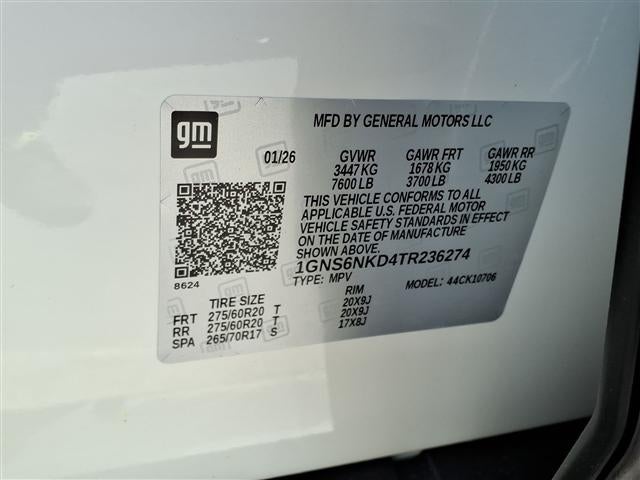 gm
MFD BY GENERAL MOTORS LLC
01/26 GVWR GAWR FRT GAWR RR
3447 KG 1678 KG 1950 KG
7600 LB 3700 LB 4300 LB
THIS VEHICLE CONFORMS TO ALL
APPLICABLE U.S. FEDERAL MOTOR
VEHICLE SAFETY STANDARDS IN EFFECT
ON THE DATE OF MANUFACTURE
SHOWN ABOVE.
1GNS6NKD4TR236274
8624 TYPE: MPV MODEL: 44CK10706
TIRE SIZE RIM
FRT 275/60R20 T 20X9J
RR 275/60R20 T 20X9J
SPA 265/70R17 S 17X8J